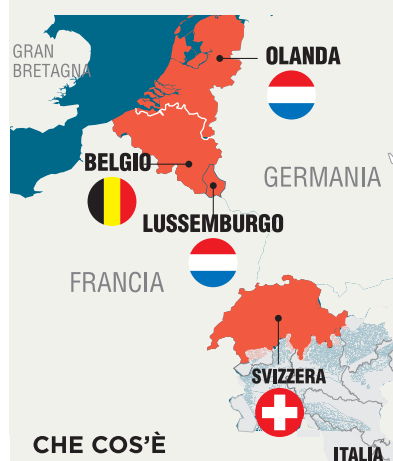 GRAN
BRETAGNA
OLANDA
BELGIO
GERMANIA
LUSSEMBURGO
FRANCIA
SVIZZERA
CHE COS'È
ITALIA